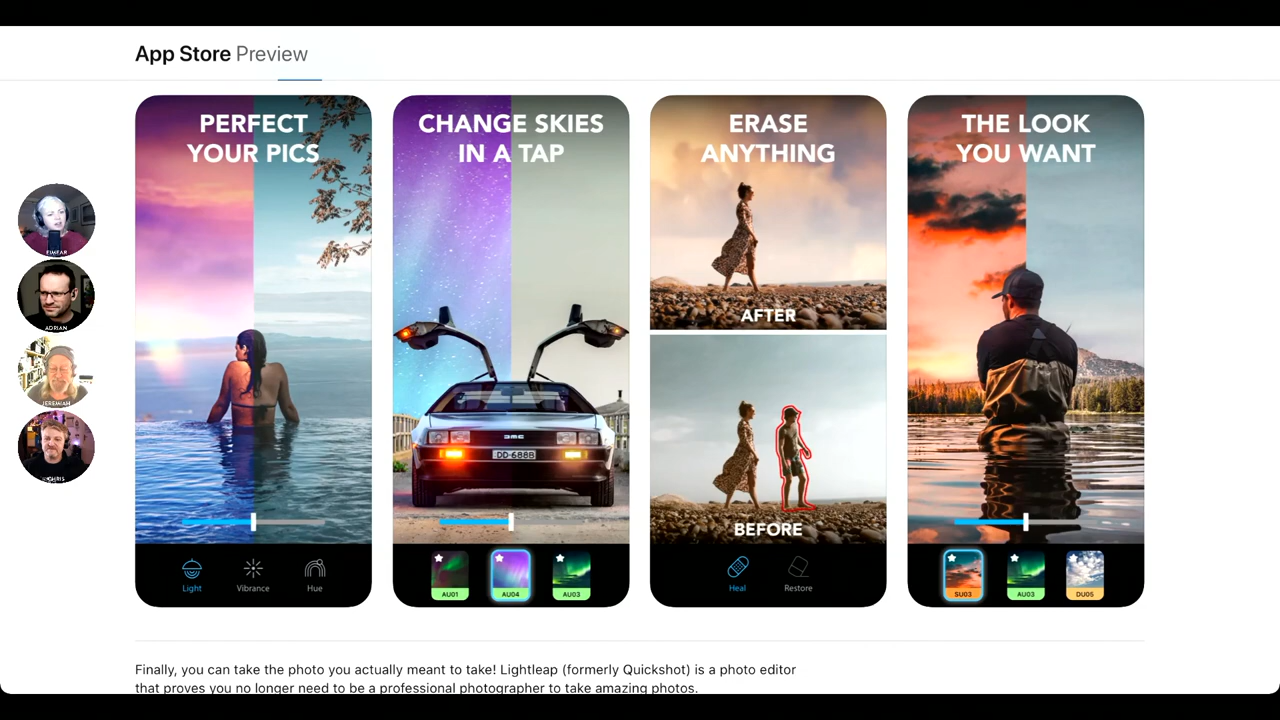 App Store Preview
PERFECT
YOUR PICS
Light
Vibrance
Hue
CHANGE SKIES
IN A TAP
DMC
DD-688B
AU01
AU04
AU03
ERASE
ANYTHING
AFTER
BEFORE
Heal
Restore
THE LOOK
YOU WANT
SU03
AU03
DU05
EIMEAR
ADRIAN
JEREMIAH
CHRIS
Finally, you can take the photo you actually meant to take! Lightleap (formerly Quickshot) is a photo editor
that proves you no longer need to be a professional photographer to take amazing photos.